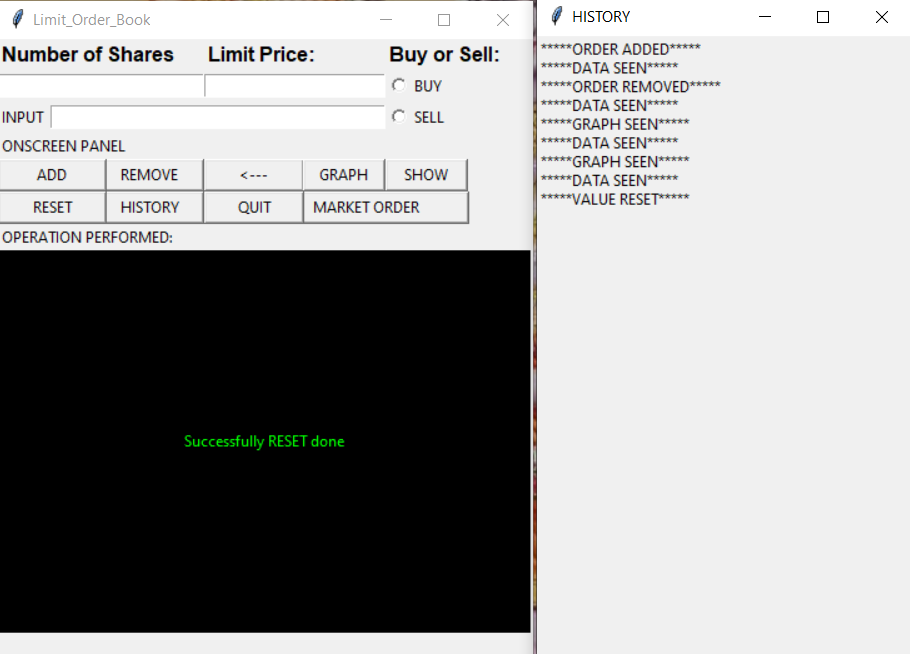 Limit_Order_Book
Number of Shares Limit Price: Buy or Sell:
BUY
INPUT SELL
ONSCREEN PANEL
ADD REMOVE <--- GRAPH SHOW
RESET HISTORY QUIT MARKET ORDER
OPERATION PERFORMED:
Successfully RESET done
HISTORY
*****ORDER ADDED*****
*****DATA SEEN*****
*****ORDER REMOVED*****
*****DATA SEEN*****
*****GRAPH SEEN*****
*****DATA SEEN*****
*****GRAPH SEEN*****
*****DATA SEEN*****
*****VALUE RESET*****